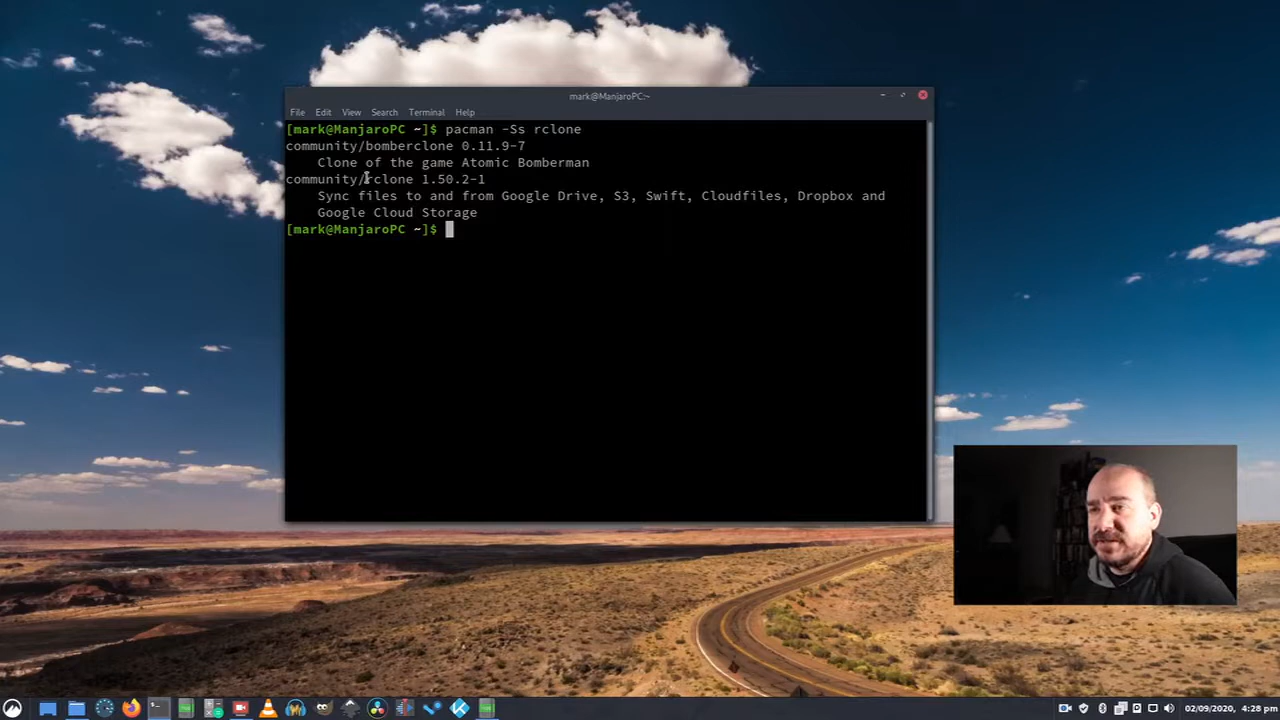 mark@ManjaroPC:~
File Edit View Search Terminal Help
[mark@ManjaroPC ~]$ pacman -Ss rclone
community/bomberclone 0.11.9-7
Clone of the game Atomic Bomberman
community/rclone 1.50.2-1
Sync files to and from Google Drive, S3, Swift, Cloudfiles, Dropbox and
Google Cloud Storage
[mark@ManjaroPC ~]$
02/09/2020, 4:28 pm